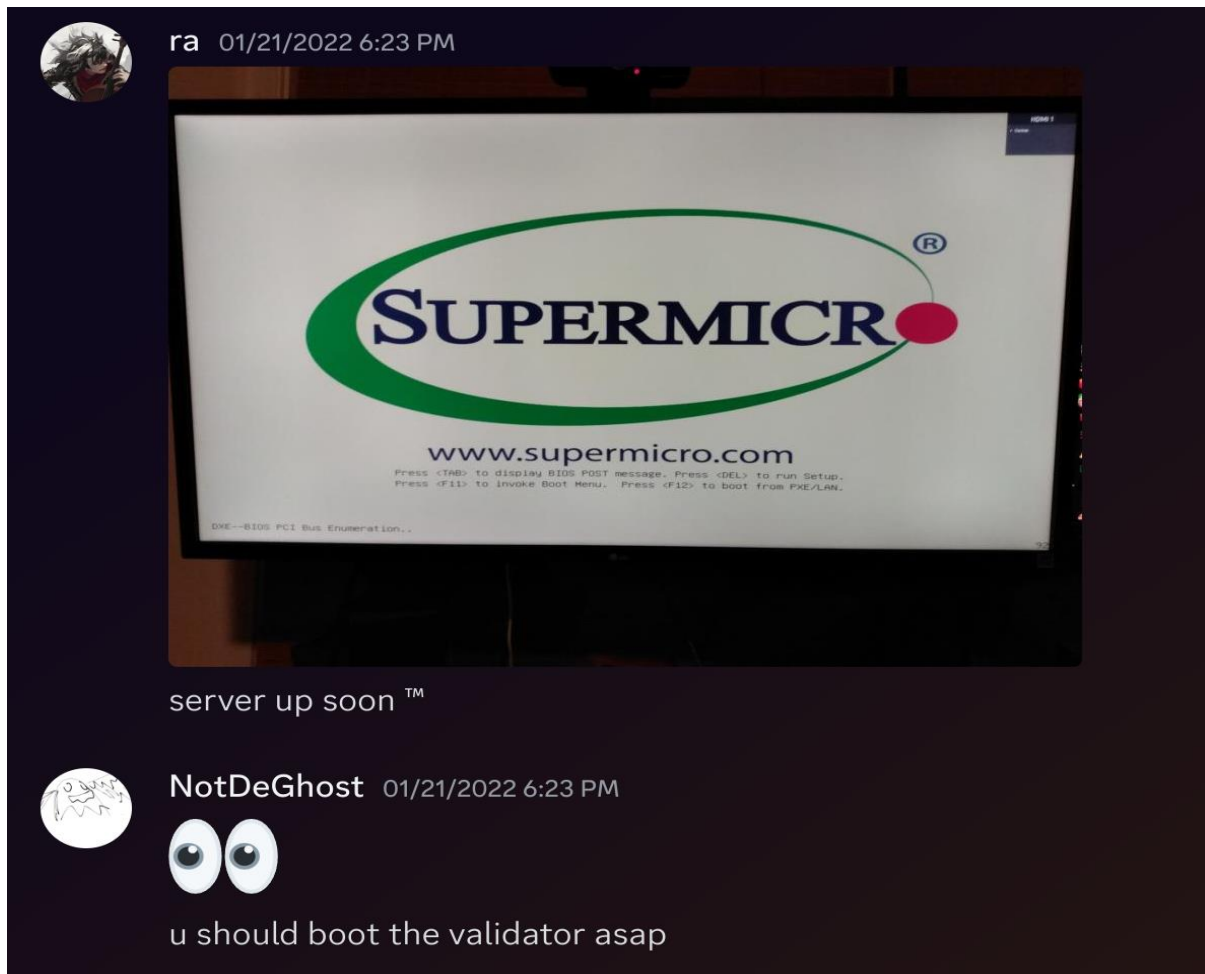 ra 01/21/2022 6:23 PM
HDMI 1
SUPERMICR
®
www.supermicro.com
Press <TAB> to display BIOS POST message. Press <DEL> to run Setup.
Press <F11> to invoke Boot Menu. Press <F12> to boot from PXE/LAN.
DXE--BIOS PCI Bus Enumeration..
92
server up soon ™
NotDeGhost 01/21/2022 6:23 PM
u should boot the validator asap